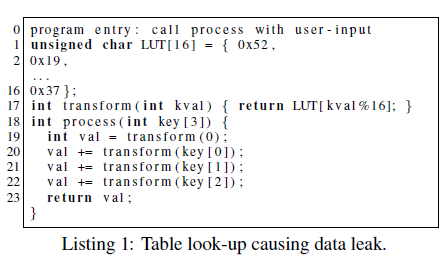 0 program entry: call process with user-input
1 unsigned char LUT[16] = { 0x52,
2 0x19,
...
16 0x37};
17 int transform(int kval) { return LUT[kval%16]; }
18 int process(int key[3]) {
19 int val = transform(0);
20 val += transform(key[0]);
21 val += transform(key[1]);
22 val += transform(key[2]);
23 return val;
}
Listing 1: Table look-up causing data leak.